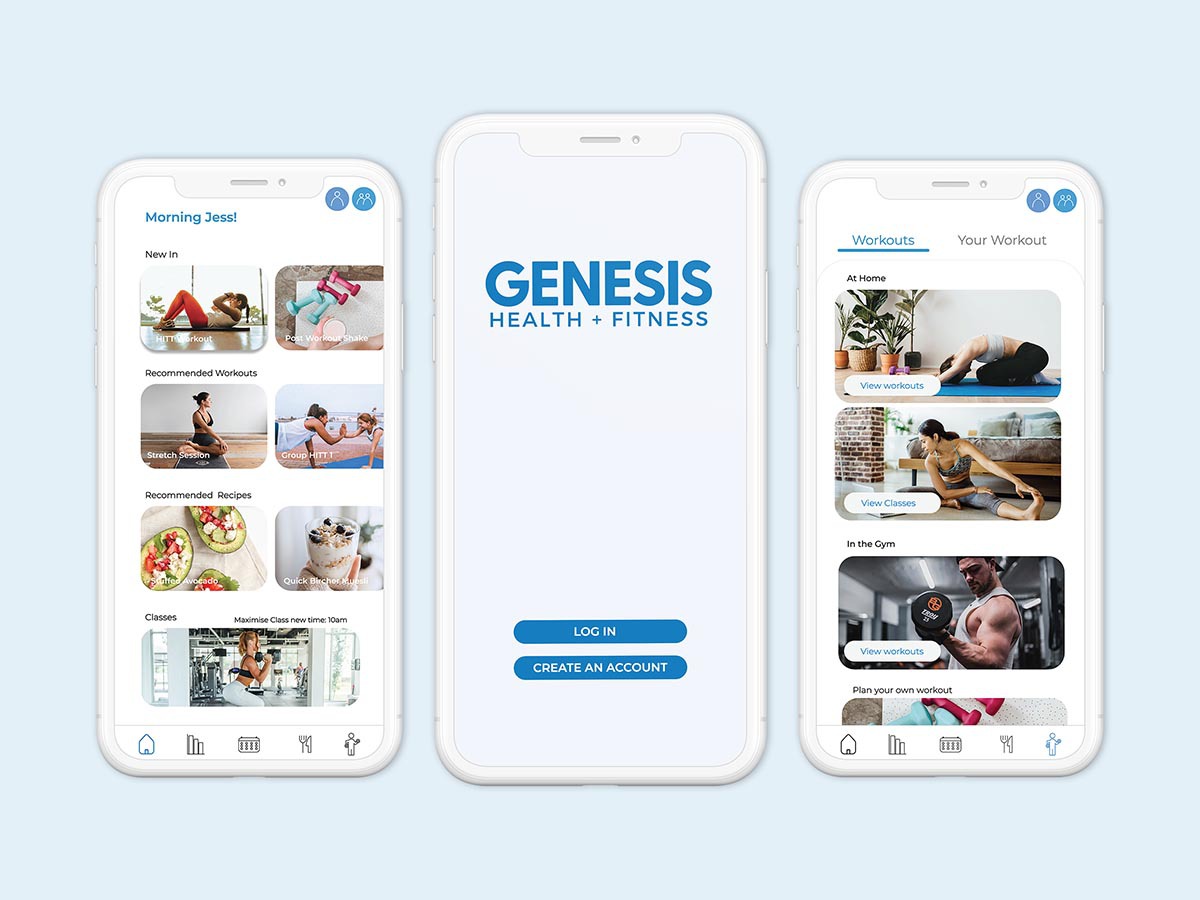 Morning Jess!
New In
HITT Workout
Post Workout Shake
Recommended Workouts
Stretch Session
Group HITT 1
Recommended Recipes
Stuffed Avocado
Quick Bircher Muesli
Classes
Maximise Class new time: 10am
GENESIS
HEALTH + FITNESS
LOG IN
CREATE AN ACCOUNT
Workouts
Your Workout
At Home
View workouts
View Classes
In the Gym
TROY
25
View workouts
Plan your own workout